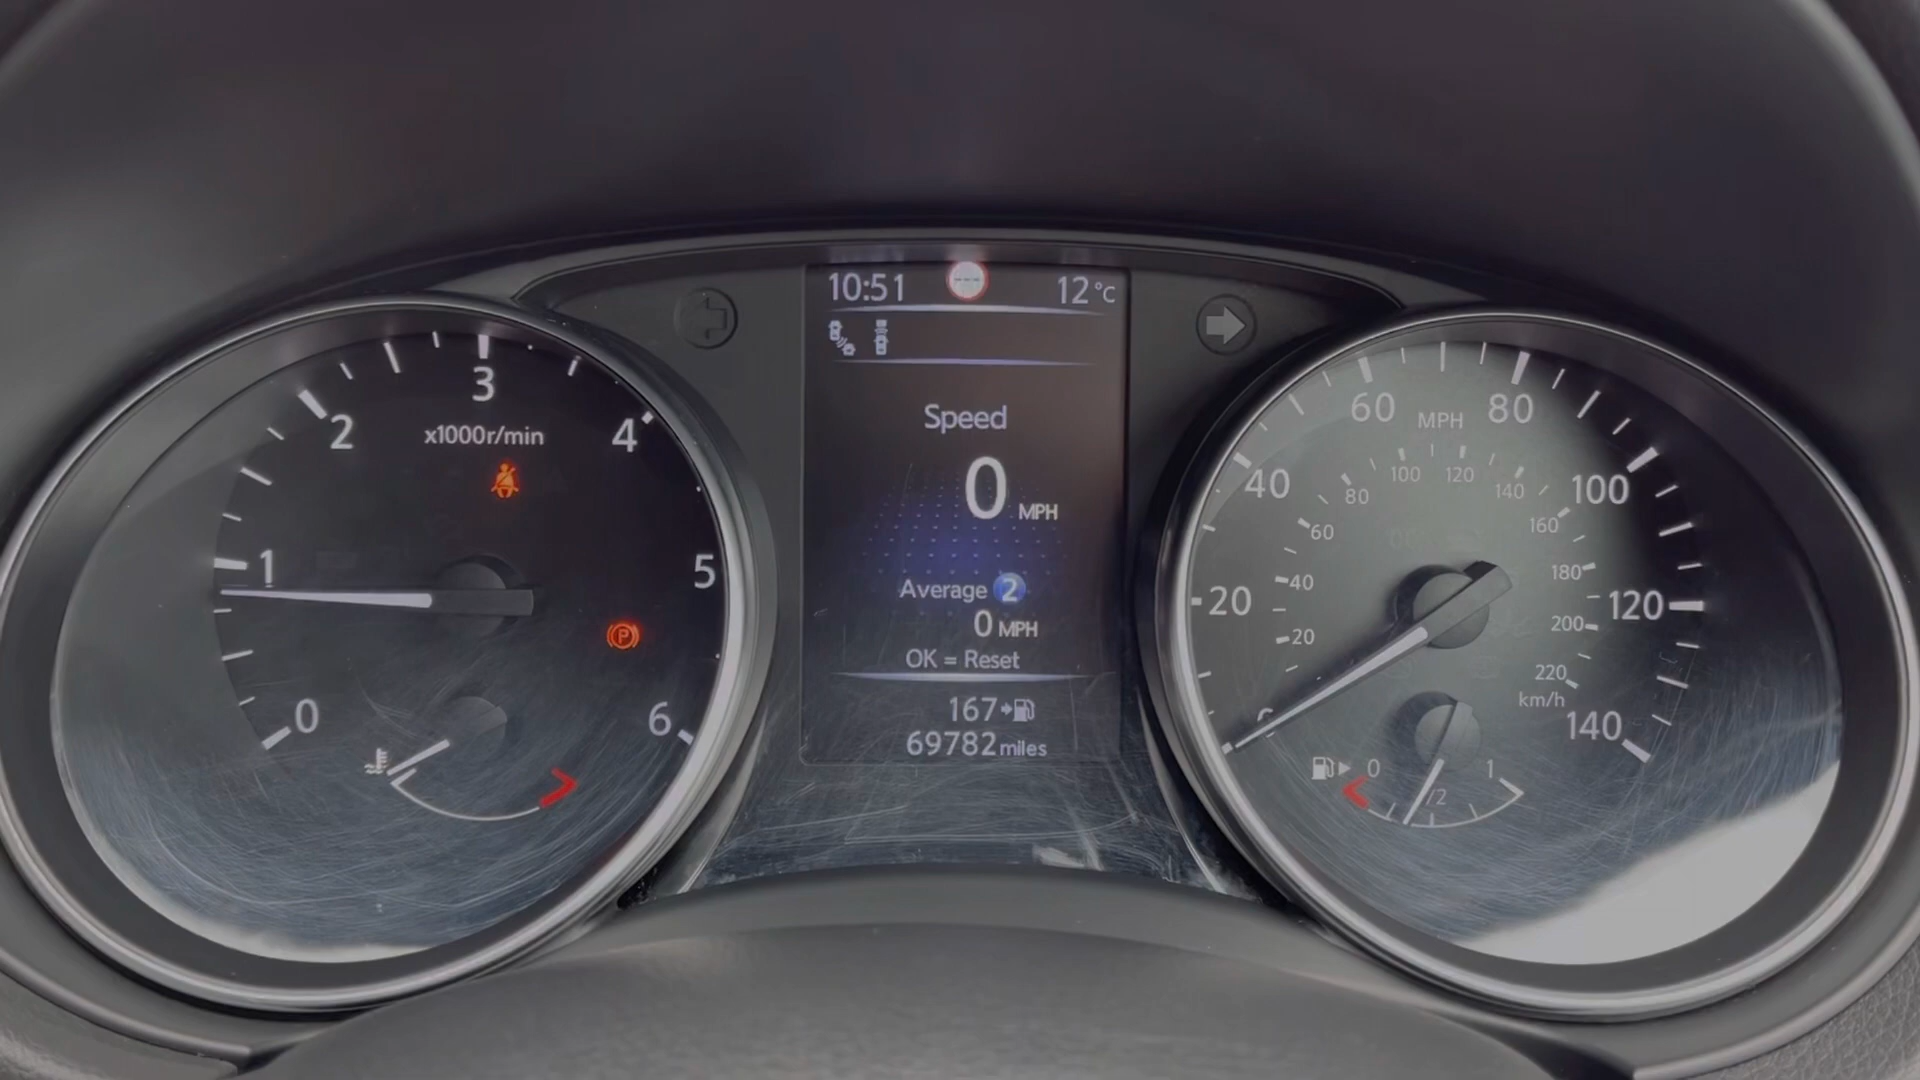 10:51
12°C
Speed
0 MPH
Average 2
0 MPH
OK = Reset
167
69782 miles
0
1
2
3
4
5
6
x1000r/min
P
20
40
60
80
100
120
140
MPH
20
40
60
80
100
120
140
160
180
200
220
km/h
0
1/2
1